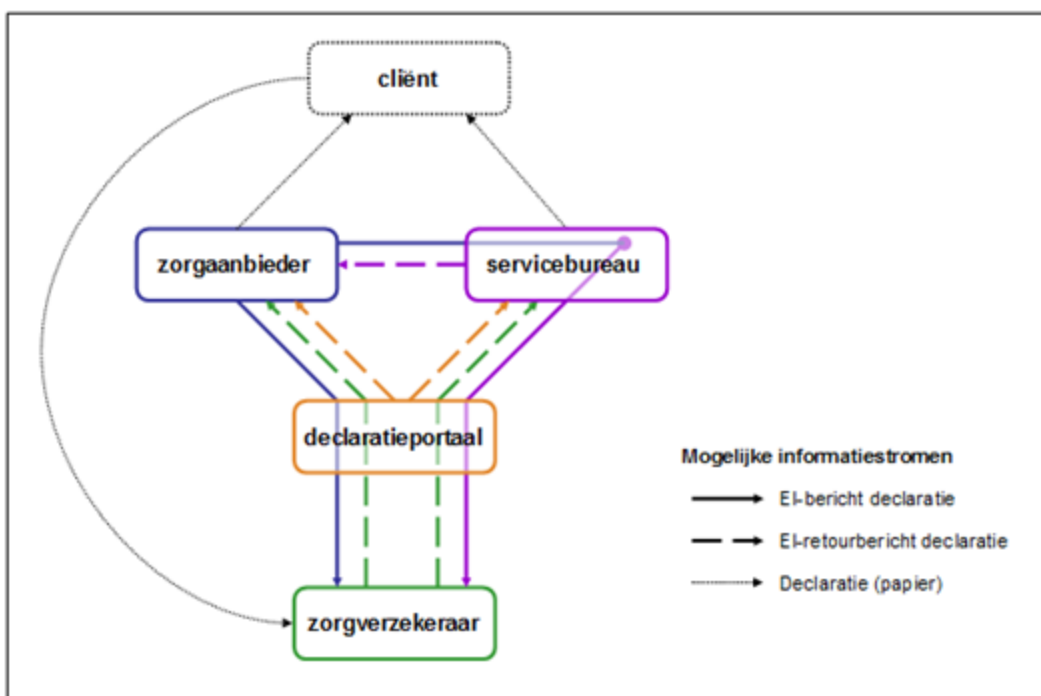 cliënt
zorgaanbieder
servicebureau
declaratieportaal
Mogelijke informatiestromen
EI-bericht declaratie
EI-retourbericht declaratie
Declaratie (papier)
zorgverzekeraar